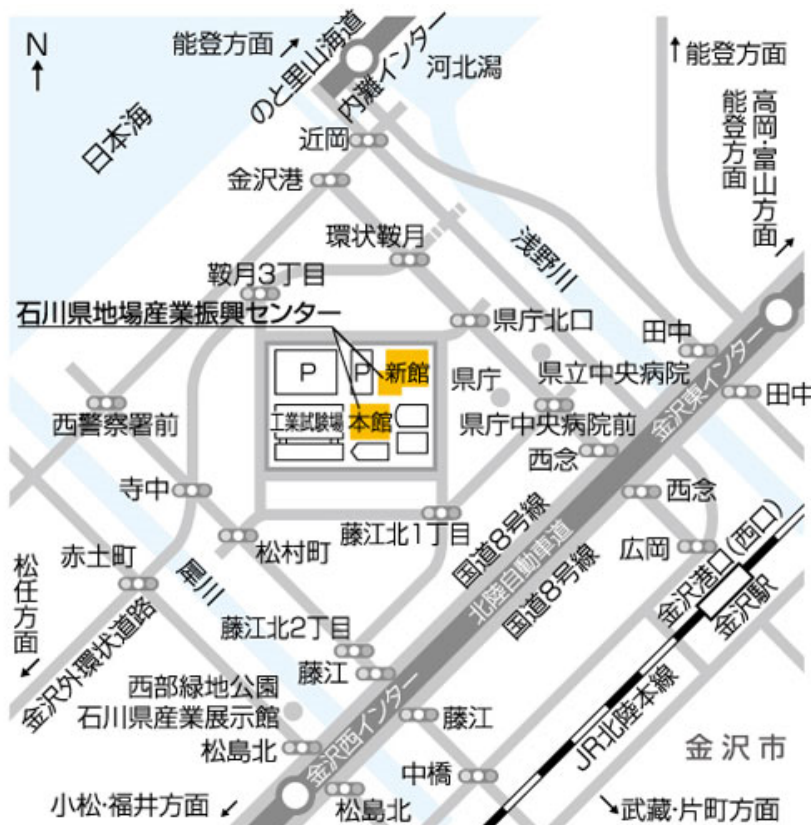 N
能登方面
のと里山海道
内灘インター
河北潟
能登方面
高岡・富山方面
能登方面
日本海
近岡
金沢港
環状鞍月
浅野川
鞍月3丁目
石川県地場産業振興センター
県庁北口
田中
P
P
新館
県庁
県立中央病院
金沢東インター
田中
西警察署前
工業試験場
本館
県庁中央病院前
西念
西念
寺中
藤江北1丁目
国道8号線
北陸自動車道
国道8号線
松村町
広岡
金沢港口(西口)
金沢駅
赤土町
松任方面
犀川
金沢外環状道路
藤江北2丁目
藤江
西部緑地公園
石川県産業展示館
金沢西インター
藤江
JR北陸本線
松島北
金沢市
中橋
小松・福井方面
松島北
武蔵・片町方面